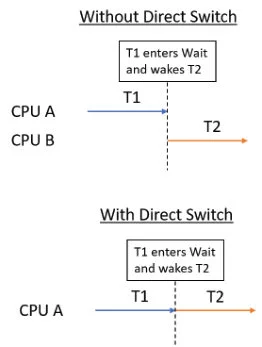 Without Direct Switch
T1 enters Wait
and wakes T2
T1
CPU A
T2
CPU B
With Direct Switch
T1 enters Wait
and wakes T2
T1 T2
CPU A